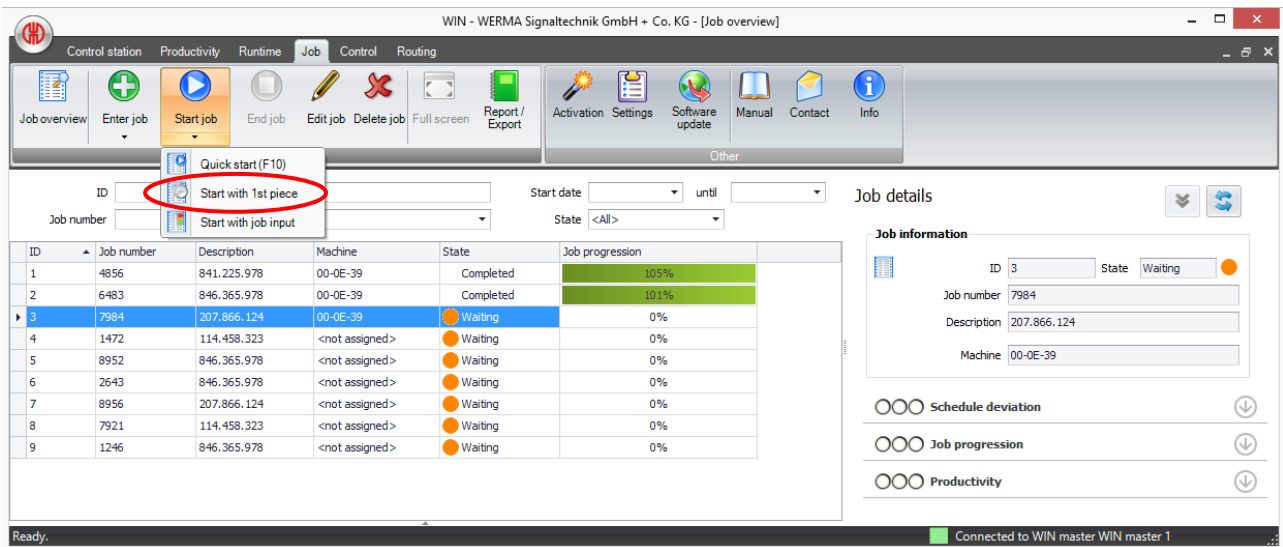 WIN - WERMA Signaltechnik GmbH + Co. KG - [Job overview]
Control station Productivity Runtime Job Control Routing
Job overview Enter job Start job End job Edit job Delete job Full screen Report / Export Activation Settings Software update Manual Contact Info
Other
Quick start (F10)
Start with 1st piece
Start with job input
ID Start date until
Job number State <All>
ID Job number Description Machine State Job progression
1 4856 841.225.978 00-0E-39 Completed 105%
2 6483 846.365.978 00-0E-39 Completed 101%
3 7984 207.866.124 00-0E-39 Waiting 0%
4 1472 114.458.323 <not assigned> Waiting 0%
5 8952 846.365.978 <not assigned> Waiting 0%
6 2643 846.365.978 <not assigned> Waiting 0%
7 8956 207.866.124 <not assigned> Waiting 0%
8 7921 114.458.323 <not assigned> Waiting 0%
9 1246 846.365.978 <not assigned> Waiting 0%
Job details
Job information
ID 3 State Waiting
Job number 7984
Description 207.866.124
Machine 00-0E-39
Schedule deviation
Job progression
Productivity
Ready. Connected to WIN master WIN master 1